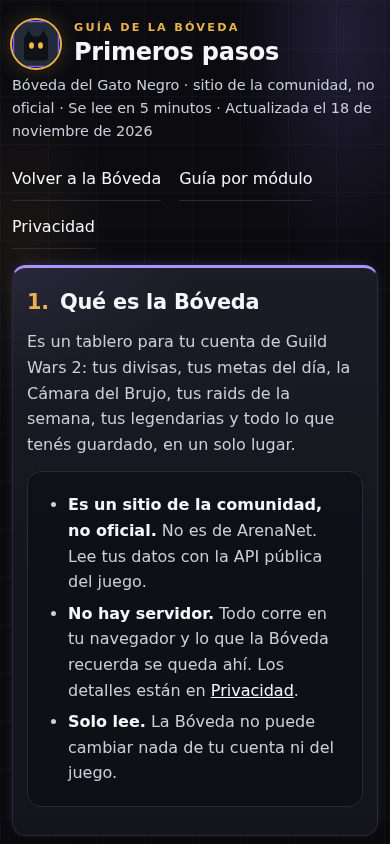 GUÍA DE LA BÓVEDA
Primeros pasos
Bóveda del Gato Negro · sitio de la comunidad, no
oficial · Se lee en 5 minutos · Actualizada el 18 de
noviembre de 2026
Volver a la Bóveda Guía por módulo
Privacidad
1. Qué es la Bóveda
Es un tablero para tu cuenta de Guild
Wars 2: tus divisas, tus metas del día, la
Cámara del Brujo, tus raids de la
semana, tus legendarias y todo lo que
tenés guardado, en un solo lugar.
• Es un sitio de la comunidad,
no oficial. No es de ArenaNet.
Lee tus datos con la API pública
del juego.
• No hay servidor. Todo corre en
tu navegador y lo que la Bóveda
recuerda se queda ahí. Los
detalles están en Privacidad.
• Solo lee. La Bóveda no puede
cambiar nada de tu cuenta ni del
juego.